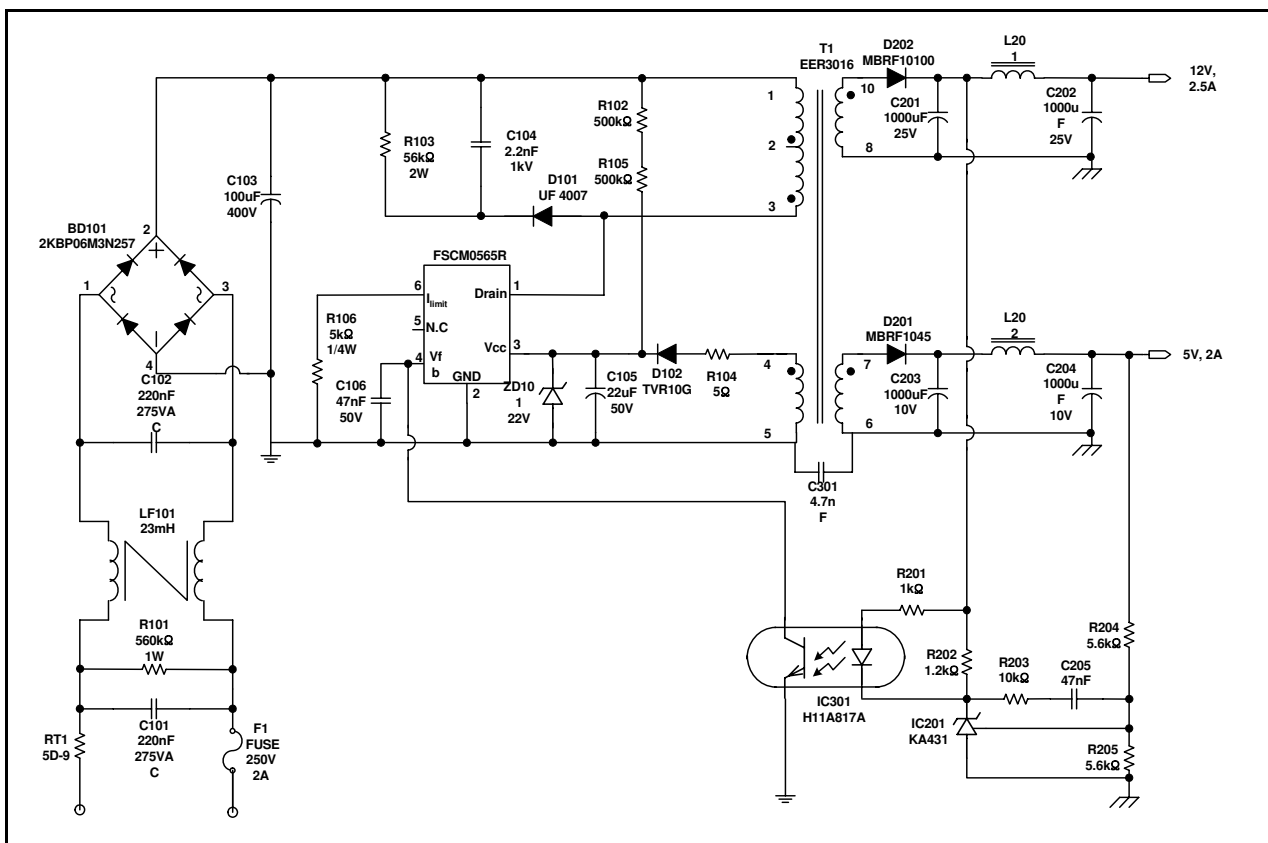 T1
EER3016
D202
MBRF10100
L20
1
12V,
2.5A
1
10
R102
500kΩ
C201
1000uF
25V
C202
1000u
F
25V
R103
56kΩ
2W
C104
2.2nF
1kV
2
8
R105
500kΩ
C103
100uF
400V
D101
UF 4007
3
BD101
2KBP06M3N257
2
1
3
4
FSCM0565R
6
Ilimit
Drain
1
5
N.C
4
Vf
b
Vcc
3
GND
2
R106
5kΩ
1/4W
C106
47nF
50V
ZD10
1
22V
C105
22uF
50V
D102
TVR10G
R104
5Ω
4
5
7
6
D201
MBRF1045
L20
2
5V, 2A
C203
1000uF
10V
C204
1000u
F
10V
C102
220nF
275VA
C
C301
4.7n
F
LF101
23mH
R101
560kΩ
1W
R201
1kΩ
R202
1.2kΩ
R203
10kΩ
C205
47nF
R204
5.6kΩ
IC301
H11A817A
IC201
KA431
R205
5.6kΩ
RT1
5D-9
C101
220nF
275VA
C
F1
FUSE
250V
2A